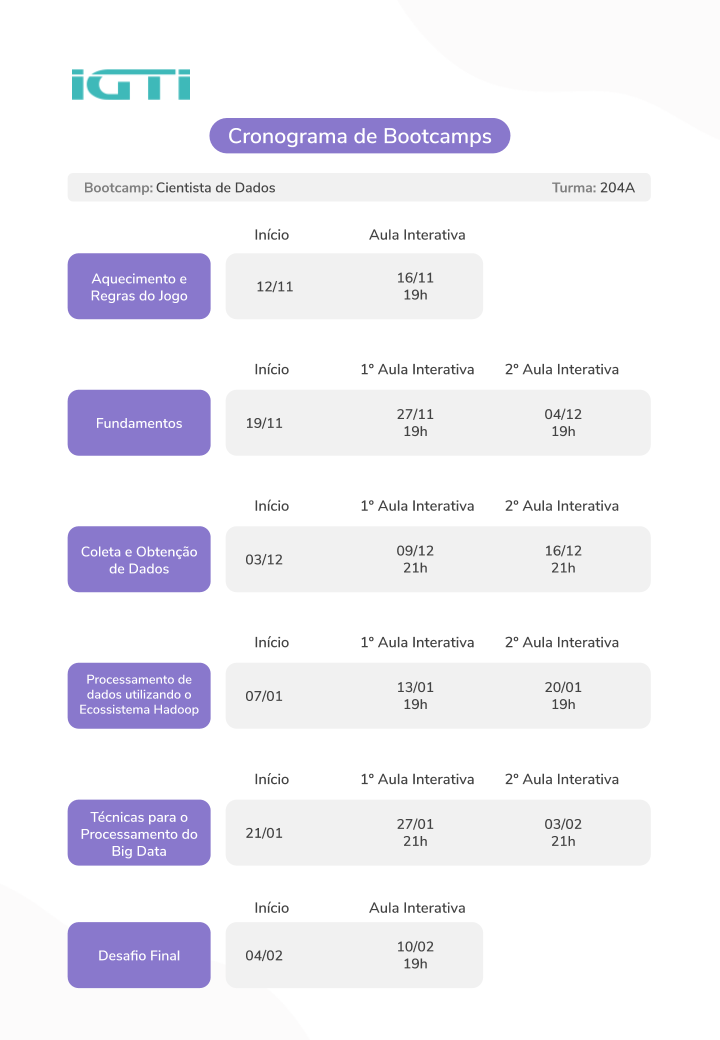 iGTi
Cronograma de Bootcamps
Bootcamp: Cientista de Dados Turma: 204A
Início Aula Interativa
Aquecimento e
Regras do Jogo
12/11
16/11
19h
Início 1º Aula Interativa 2º Aula Interativa
Fundamentos
19/11
27/11
19h
04/12
19h
Início 1º Aula Interativa 2º Aula Interativa
Coleta e Obtenção
de Dados
03/12
09/12
21h
16/12
21h
Início 1º Aula Interativa 2º Aula Interativa
Processamento de
dados utilizando o
Ecossistema Hadoop
07/01
13/01
19h
20/01
19h
Início 1º Aula Interativa 2º Aula Interativa
Técnicas para o
Processamento do
Big Data
21/01
27/01
21h
03/02
21h
Início Aula Interativa
Desafio Final
04/02
10/02
19h